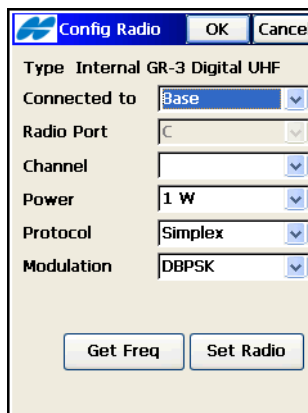 Config Radio OK Cance
Type Internal GR-3 Digital UHF
Connected to Base
Radio Port C
Channel
Power 1 W
Protocol Simplex
Modulation DBPSK
Get Freq Set Radio